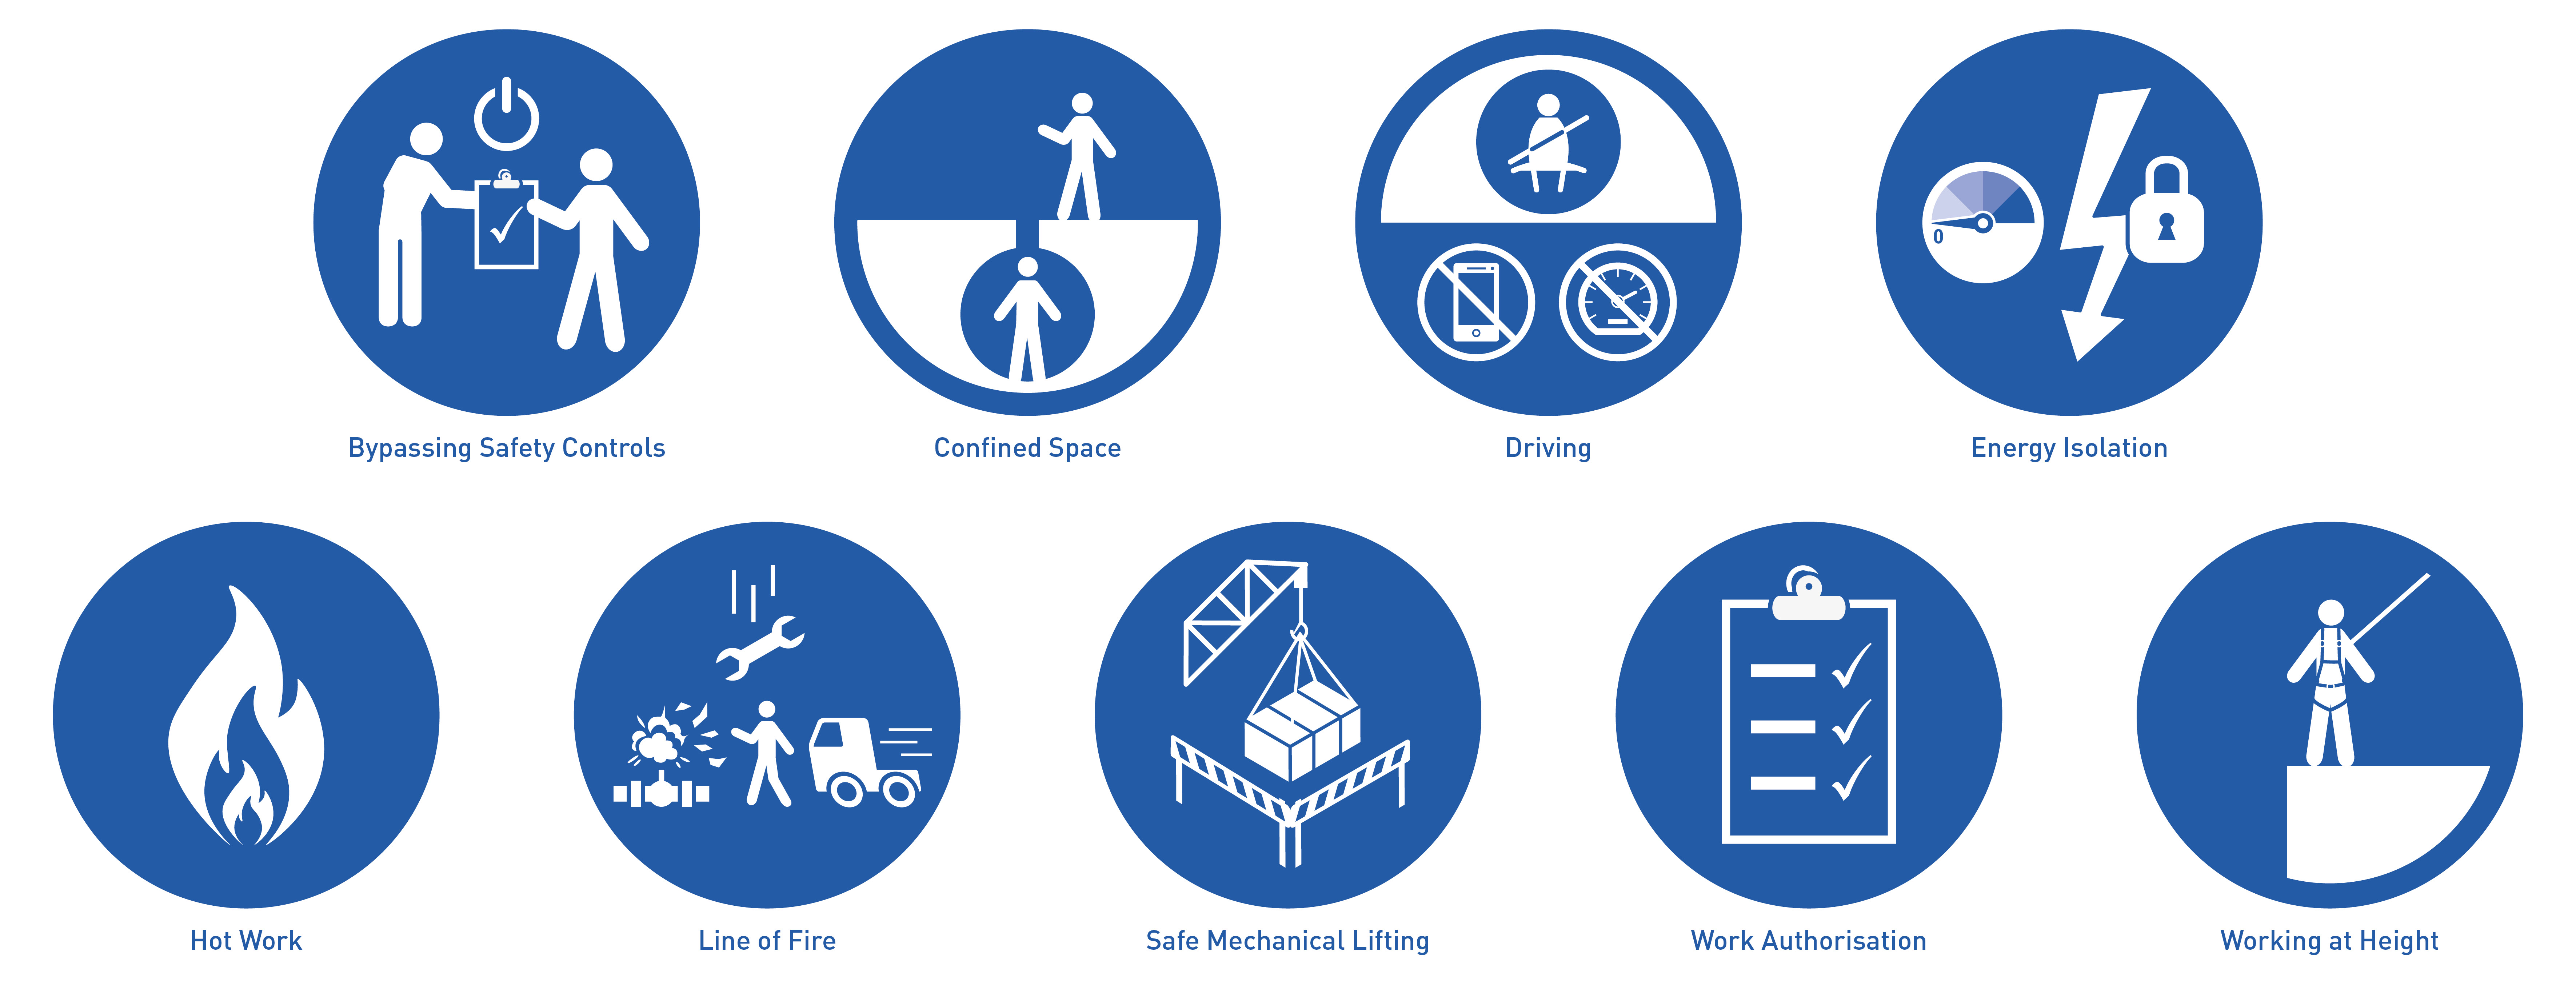 Bypassing Safety Controls
Confined Space
Driving
0
Energy Isolation
Hot Work
Line of Fire
Safe Mechanical Lifting
Work Authorisation
Working at Height